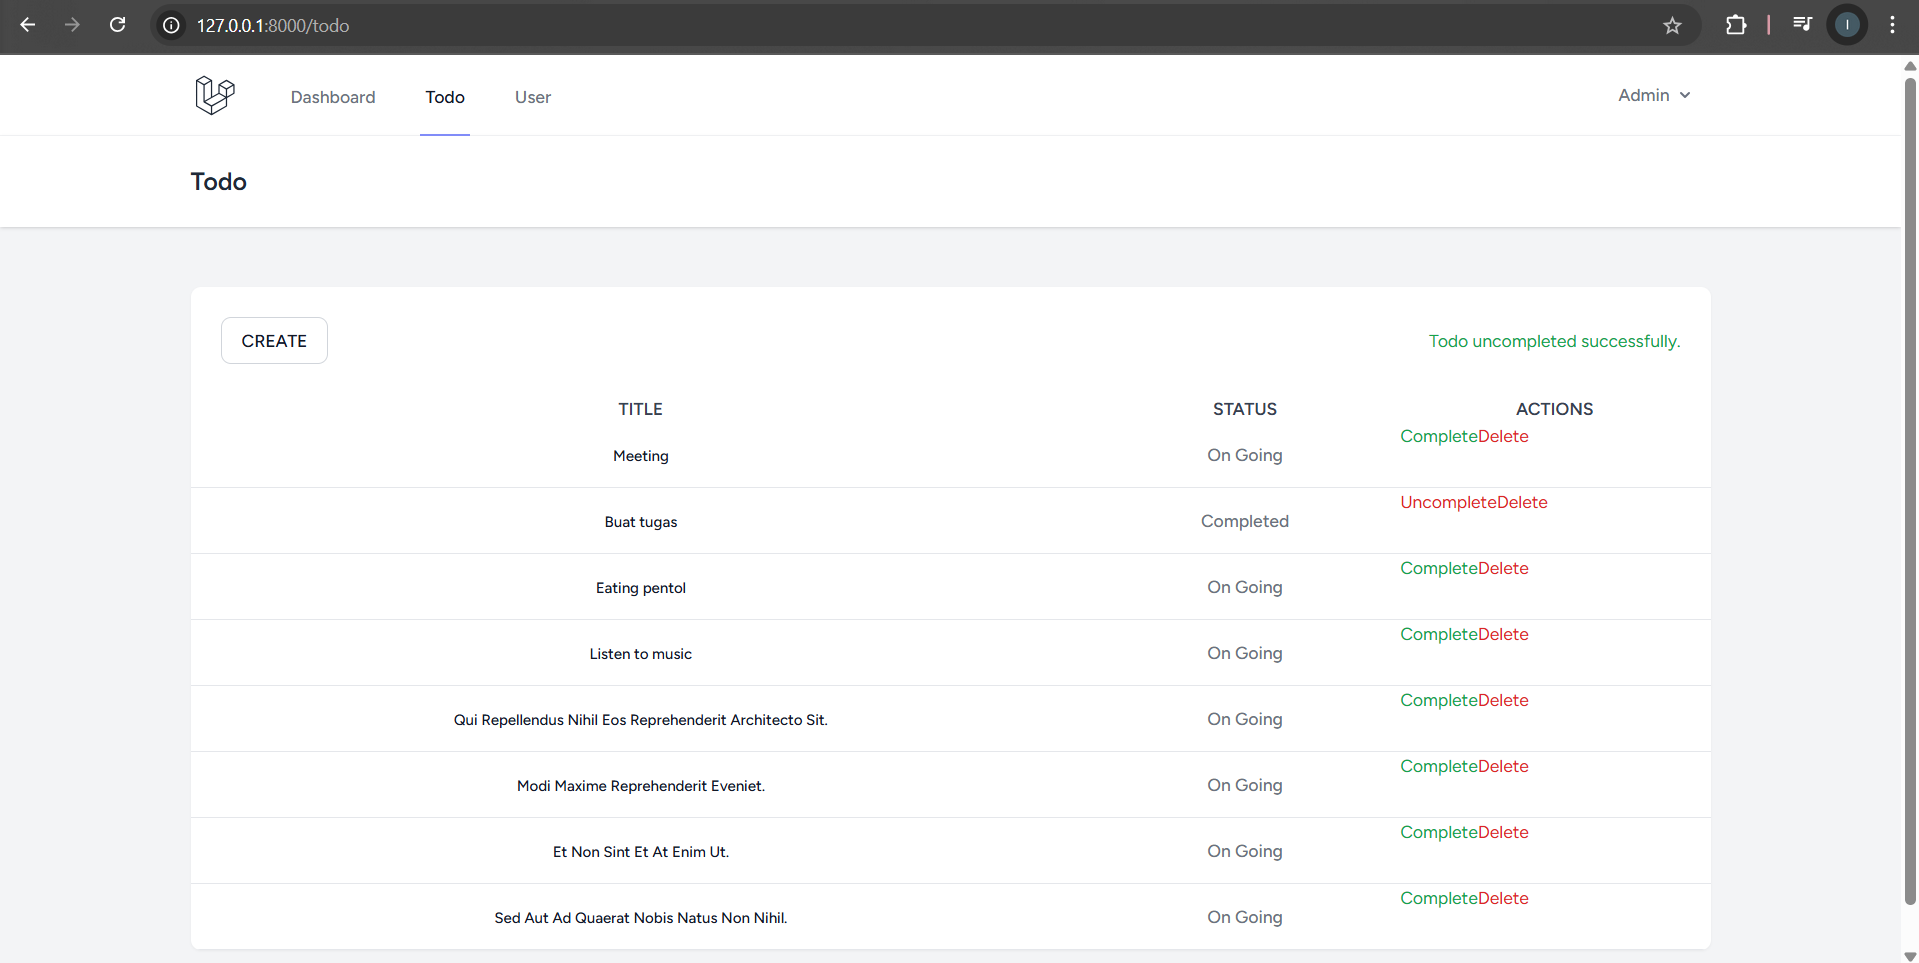 127.0.0.1:8000/todo
I
Dashboard Todo User Admin
Todo
CREATE Todo uncompleted successfully.
TITLE STATUS ACTIONS
Meeting On Going CompleteDelete
Buat tugas Completed UncompleteDelete
Eating pentol On Going CompleteDelete
Listen to music On Going CompleteDelete
Qui Repellendus Nihil Eos Reprehenderit Architecto Sit. On Going CompleteDelete
Modi Maxime Reprehenderit Eveniet. On Going CompleteDelete
Et Non Sint Et At Enim Ut. On Going CompleteDelete
Sed Aut Ad Quaerat Nobis Natus Non Nihil. On Going CompleteDelete